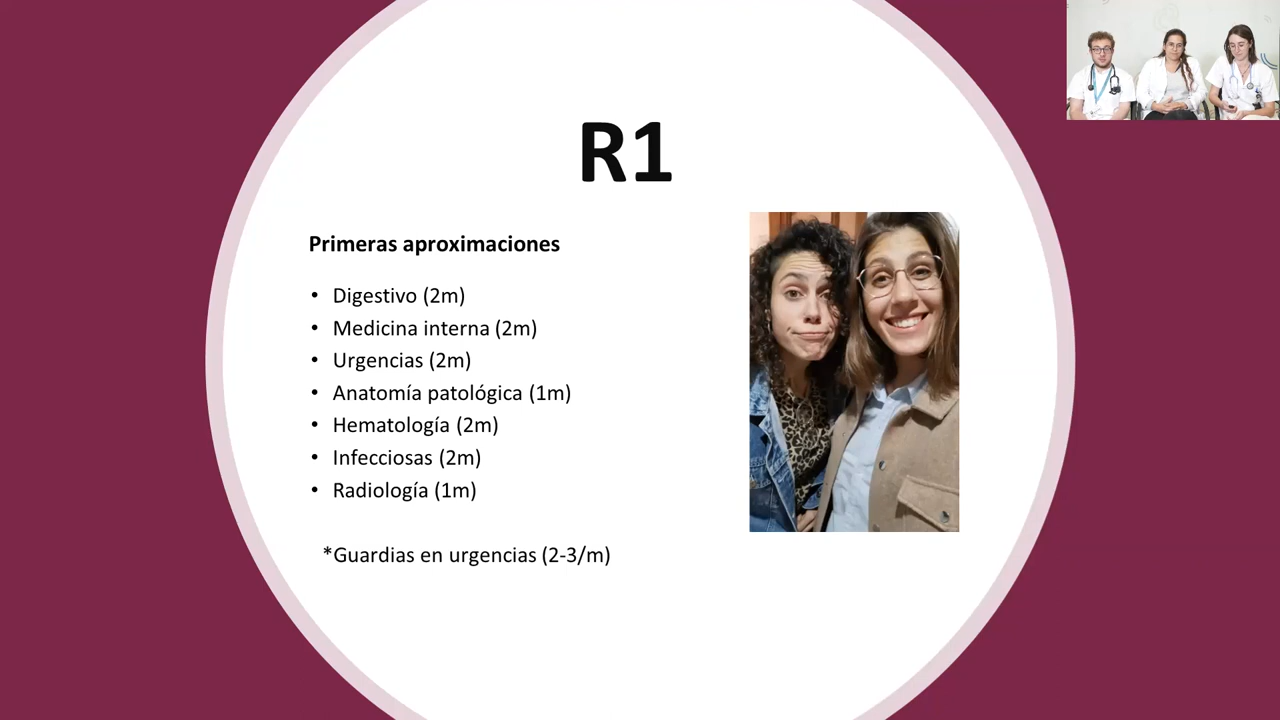 R1
Primeras aproximaciones
• Digestivo (2m)
• Medicina interna (2m)
• Urgencias (2m)
• Anatomía patológica (1m)
• Hematología (2m)
• Infecciosas (2m)
• Radiología (1m)
*Guardias en urgencias (2-3/m)